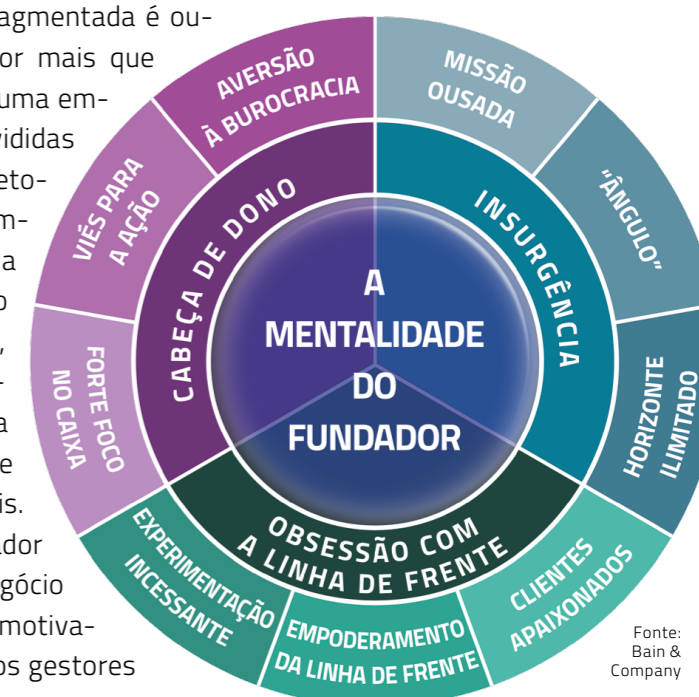 agmentada é ou-
or mais que
uma em-
vididas
eto-
m-
a
o
,
-
a
e
is.
ador
egócio
motiva-
os gestores
AVERSÃO
À BUROCRACIA
MISSÃO
OUSADA
"ÂNGULO"
HORIZONTE
ILIMITADO
CLIENTES
APAIXONADOS
EMPODERAMENTO
DA LINHA DE FRENTE
EXPERIMENTAÇÃO
INCESSANTE
FORTE FOCO
NO CAIXA
VIÉS PARA
A AÇÃO
CABEÇA DE DONO
INSURGÊNCIA
OBSESSÃO COM
A LINHA DE FRENTE
A
MENTALIDADE
DO
FUNDADOR
Fonte:
Bain &
Company